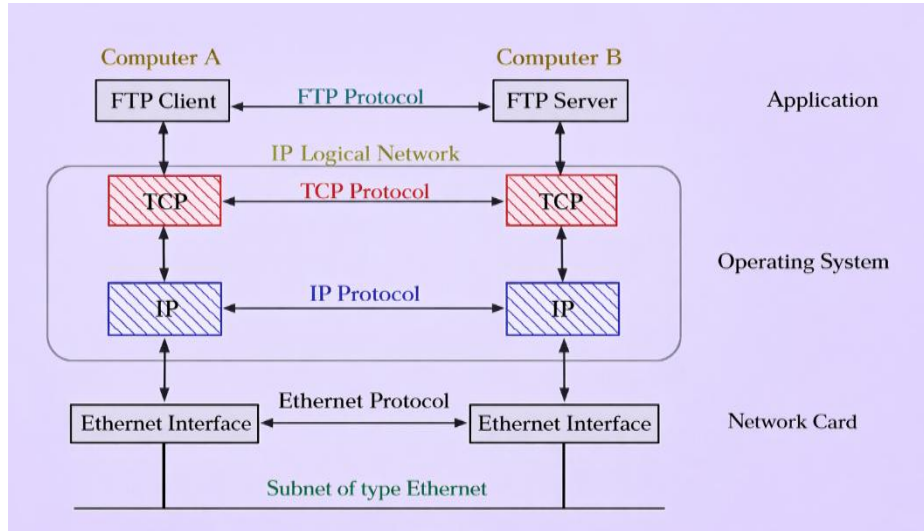 Computer A
Computer B
FTP Client
FTP Protocol
FTP Server
Application
IP Logical Network
TCP
TCP Protocol
TCP
Operating System
IP
IP Protocol
IP
Ethernet Interface
Ethernet Protocol
Ethernet Interface
Network Card
Subnet of type Ethernet